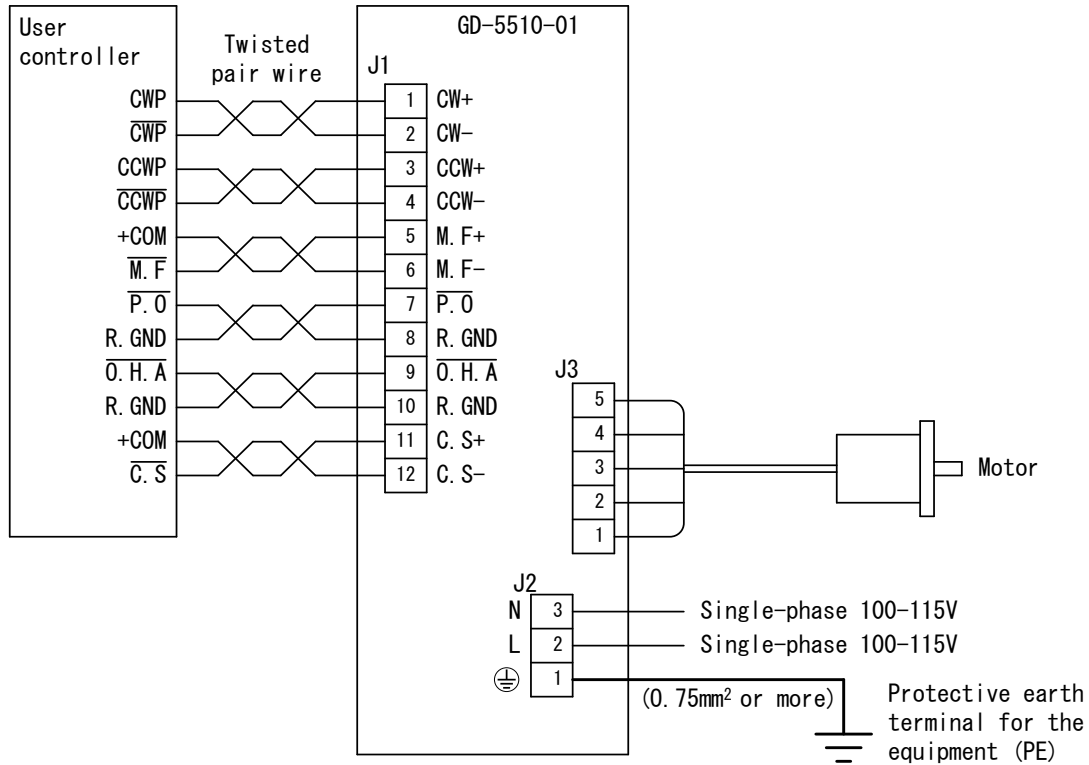 User
controller
Twisted
pair wire
GD-5510-01
J1
CWP 1 CW+
C̅W̅P̅ 2 CW-
CCWP 3 CCW+
C̅C̅W̅P̅ 4 CCW-
+COM 5 M.F+
M̅.̅F̅ 6 M.F-
P̅.̅O̅ 7 P̅.̅O̅
R.GND 8 R.GND
O̅.̅H̅.̅A̅ 9 O̅.̅H̅.̅A̅
R.GND 10 R.GND
+COM 11 C.S+
C̅.̅S̅ 12 C.S-
J3
5
4
3
2
1
Motor
J2
N 3 Single-phase 100-115V
L 2 Single-phase 100-115V
1
(0.75mm² or more)
Protective earth
terminal for the
equipment (PE)